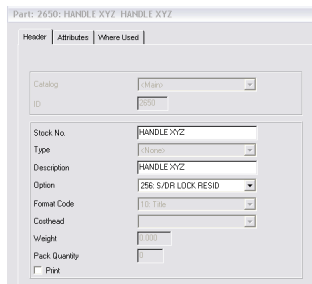 Part: 2650: HANDLE XYZ HANDLE XYZ
Header Attributes Where Used
Catalog <Main>
ID 2650
Stock No. HANDLE XYZ
Type <None>
Description HANDLE XYZ
Option 256: S/DR LOCK RESID
Format Code 10: Title
Costhead
Weight 0.000
Pack Quantity 0
Print